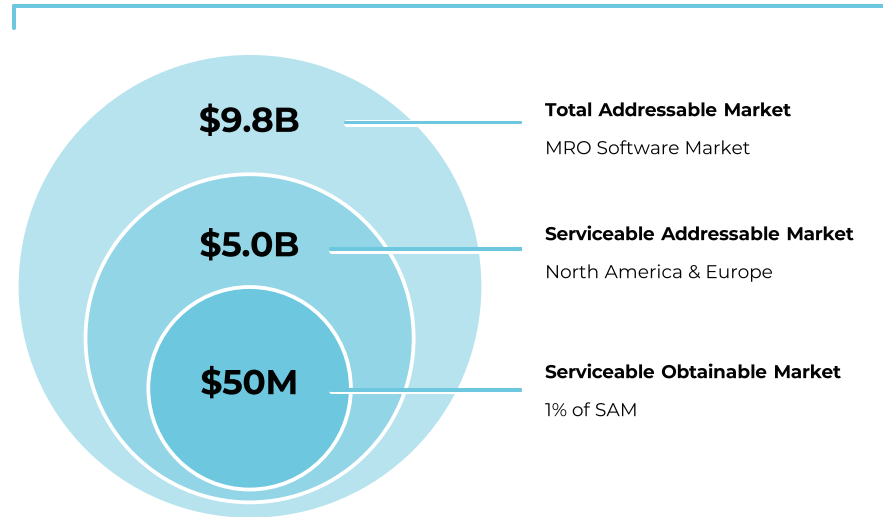 $9.8B
Total Addressable Market
MRO Software Market
$5.0B
Serviceable Addressable Market
North America & Europe
$50M
Serviceable Obtainable Market
1% of SAM